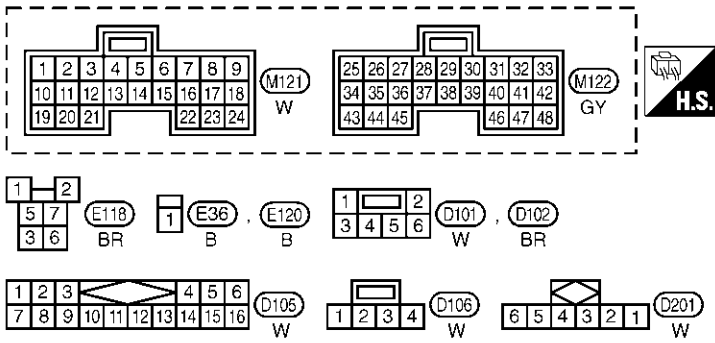 1 2 3 4 5 6 7 8 9
10 11 12 13 14 15 16 17 18
19 20 21 22 23 24
M121
W
25 26 27 28 29 30 31 32 33
34 35 36 37 38 39 40 41 42
43 44 45 46 47 48
M122
GY
H.S.
1 2
5 7
3 6
E118
BR
1
E36 , E120
B B
1 2
3 4 5 6
D101 , D102
W BR
1 2 3 4 5 6
7 8 9 10 11 12 13 14 15 16
D105
W
1 2 3 4
D106
W
6 5 4 3 2 1
D201
W